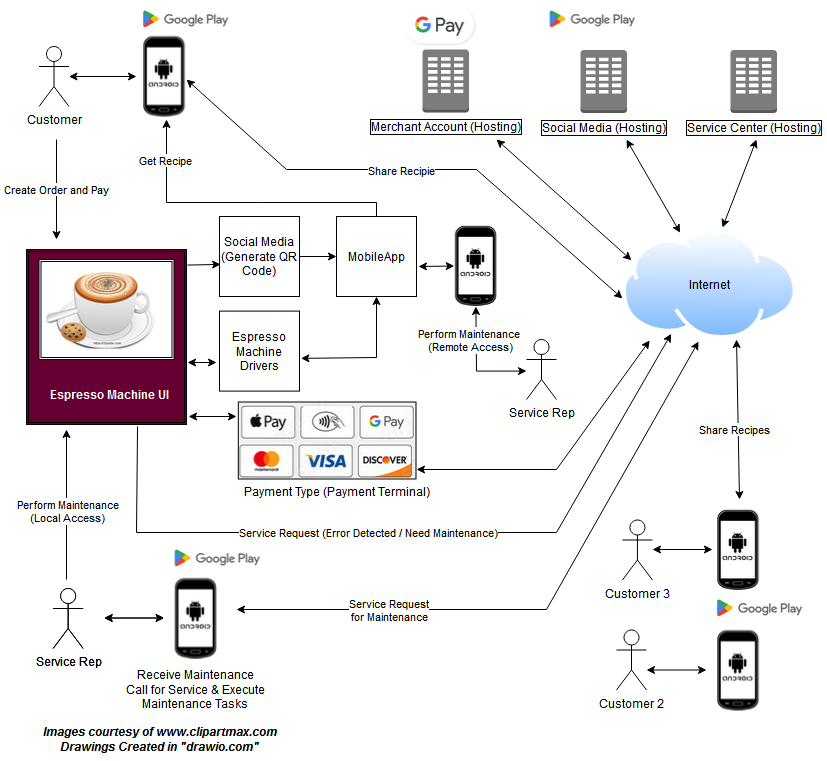 Google Play
G Pay
Google Play
ANDROID
Customer
Merchant Account (Hosting)
Social Media (Hosting)
Service Center (Hosting)
Get Recipe
Share Recipie
Create Order and Pay
Social Media
(Generate QR
Code)
MobileApp
ANDROID
Internet
Espresso
Machine
Drivers
Perform Maintenance
(Remote Access)
Espresso Machine UI
Service Rep
Pay
G Pay
mastercard
VISA
DISCOVER
Payment Type (Payment Terminal)
Share Recipes
Perform Maintenance
(Local Access)
Service Request (Error Detected / Need Maintenance)
Google Play
ANDROID
Customer 3
Service Request
for Maintenance
ANDROID
Google Play
Service Rep
Receive Maintenance
Call for Service & Execute
Maintenance Tasks
ANDROID
Customer 2
Images courtesy of www.clipartmax.com
Drawings Created in "drawio.com"